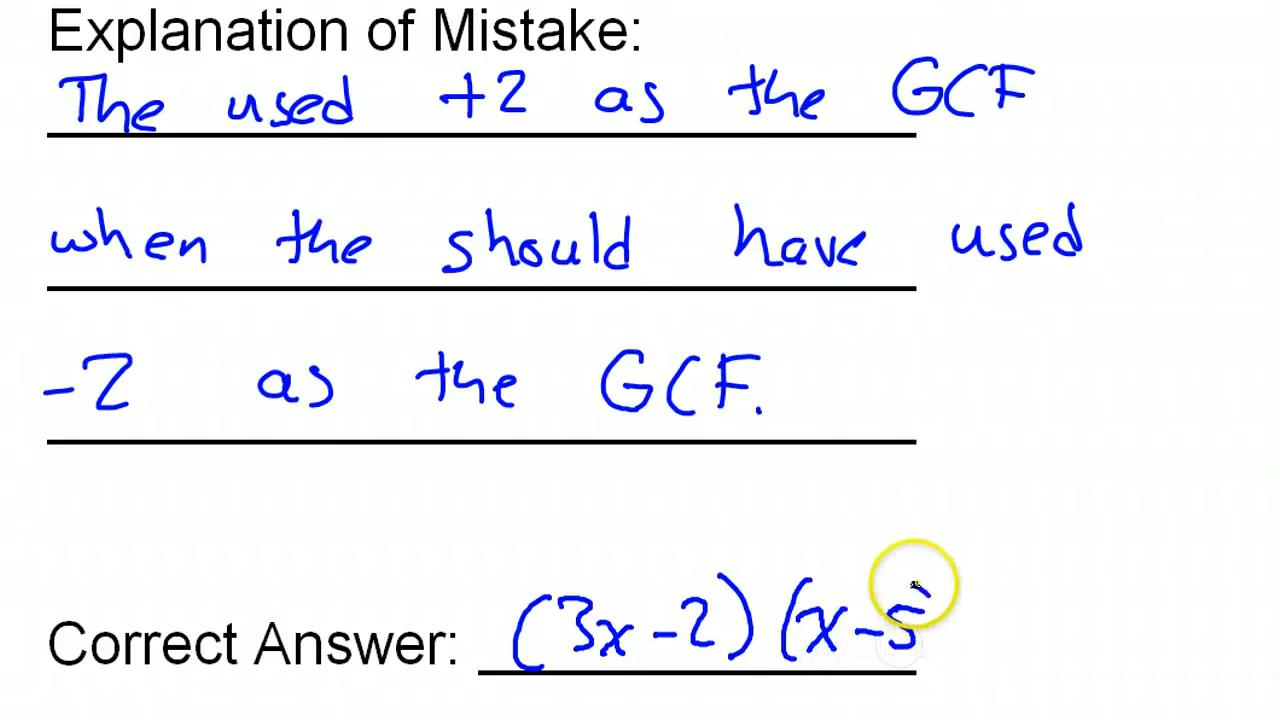 Explanation of Mistake:
The used +2 as the GCF
when the should have used
-2 as the GCF.
Correct Answer: (3x-2)(x-5